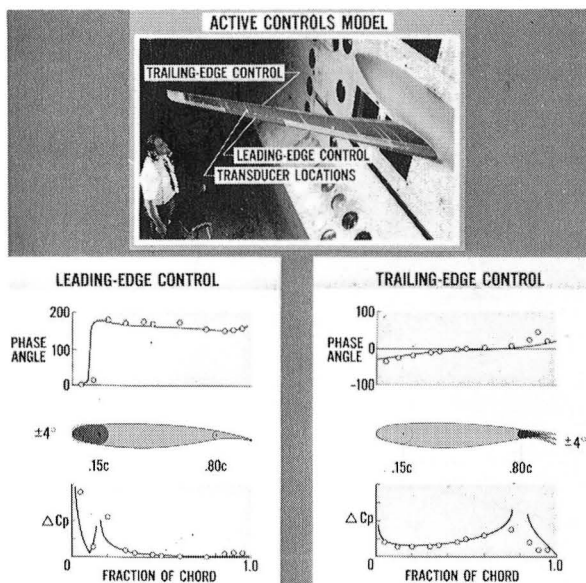 ACTIVE CONTROLS MODEL
TRAILING-EDGE CONTROL
LEADING-EDGE CONTROL
TRANSDUCER LOCATIONS
LEADING-EDGE CONTROL
200
PHASE
ANGLE
100
0
±4°
.15c
.80c
△Cp
0
1.0
FRACTION OF CHORD
TRAILING-EDGE CONTROL
100
PHASE
ANGLE
0
-100
±4°
.15c
.80c
△Cp
0
1.0
FRACTION OF CHORD